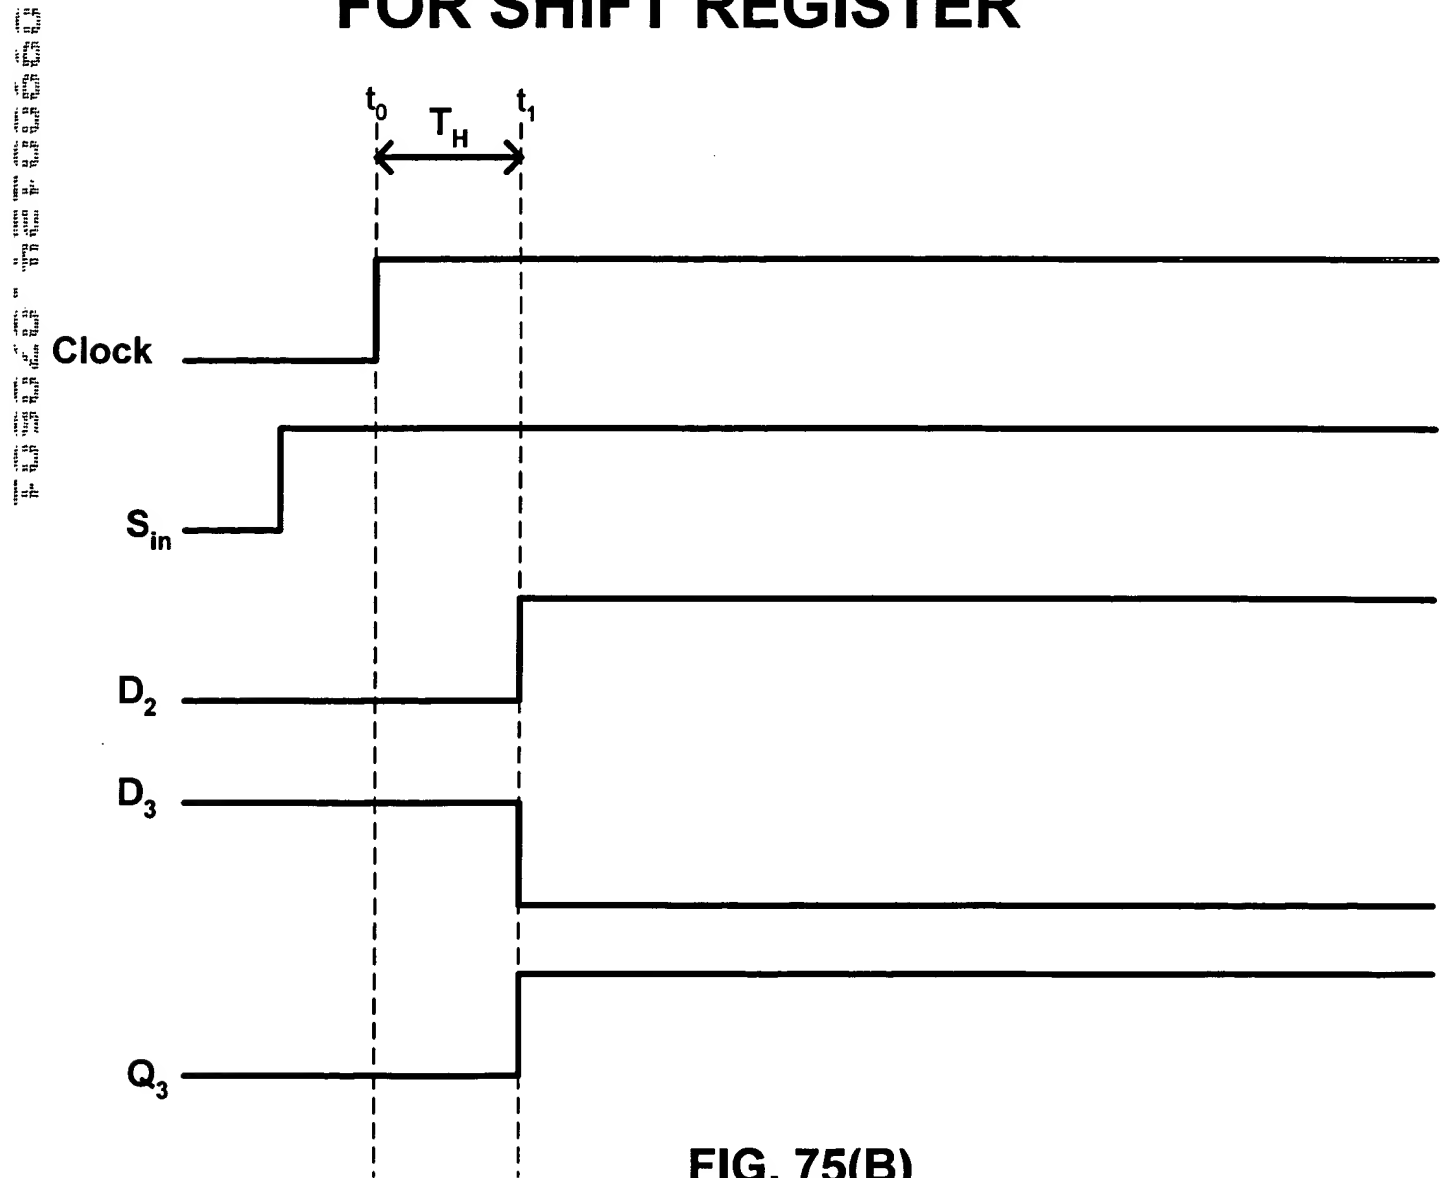 FOR SHIFT REGISTER
t0
TH
t1
Clock
Sin
D2
D3
Q3
FIG. 75(B)